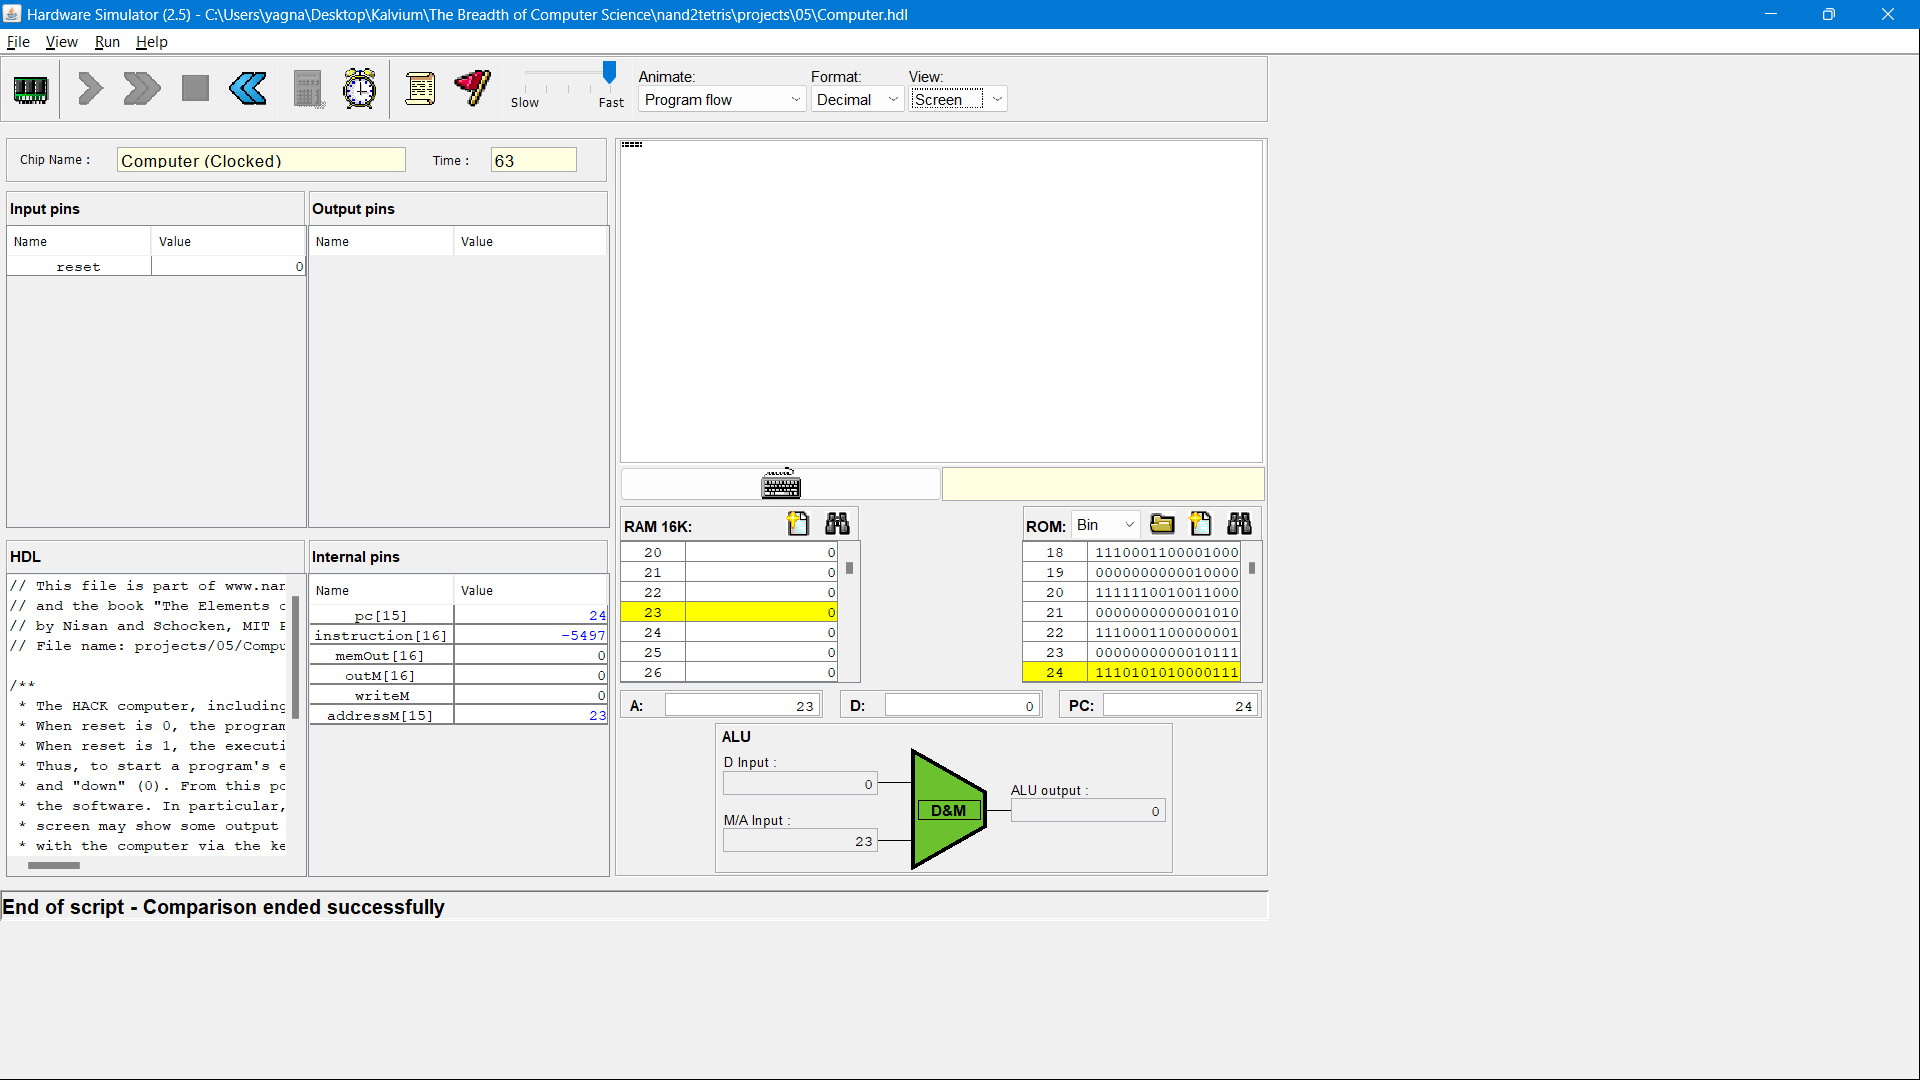 Hardware Simulator (2.5) - C:\Users\yagna\Desktop\Kalvium\The Breadth of Computer Science\nand2tetris\projects\05\Computer.hdl
File View Run Help
Slow Fast
Animate: Format: View:
Program flow Decimal Screen
Chip Name : Computer (Clocked) Time : 63
Input pins
Name Value
reset 0
Output pins
Name Value
HDL
// This file is part of www.nan
// and the book "The Elements o
// by Nisan and Schocken, MIT P
// File name: projects/05/Compu
/**
* The HACK computer, including
* When reset is 0, the program
* When reset is 1, the executi
* Thus, to start a program's e
* and "down" (0). From this po
* the software. In particular,
* screen may show some output
* with the computer via the ke
Internal pins
Name Value
pc[15] 24
instruction[16] -5497
memOut[16] 0
outM[16] 0
writeM 0
addressM[15] 23
RAM 16K:
20 0
21 0
22 0
23 0
24 0
25 0
26 0
ROM: Bin
18 1110001100001000
19 0000000000010000
20 1111110010011000
21 0000000000001010
22 1110001100000001
23 0000000000010111
24 1110101010000111
A: 23 D: 0 PC: 24
ALU
D Input :
0
M/A Input :
23
D&M
ALU output :
0
End of script - Comparison ended successfully